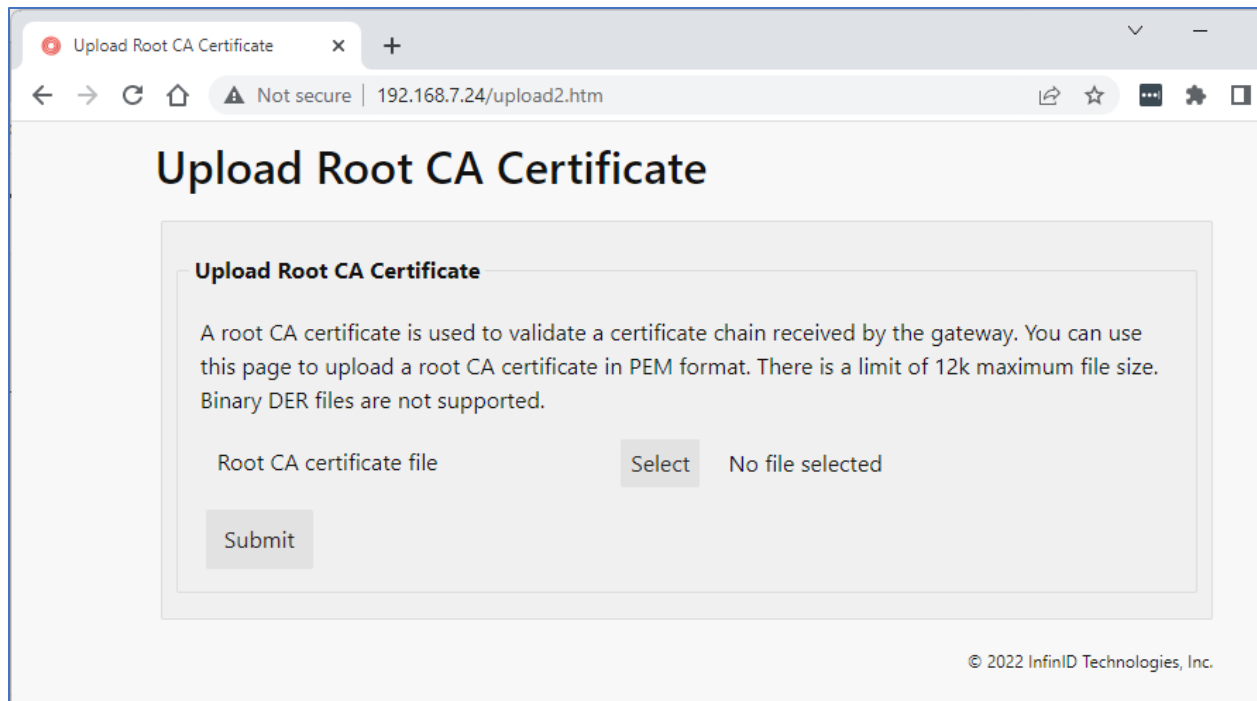 Upload Root CA Certificate
Not secure
192.168.7.24/upload2.htm
Upload Root CA Certificate
Upload Root CA Certificate
A root CA certificate is used to validate a certificate chain received by the gateway. You can use
this page to upload a root CA certificate in PEM format. There is a limit of 12k maximum file size.
Binary DER files are not supported.
Root CA certificate file Select No file selected
Submit
© 2022 InfinID Technologies, Inc.